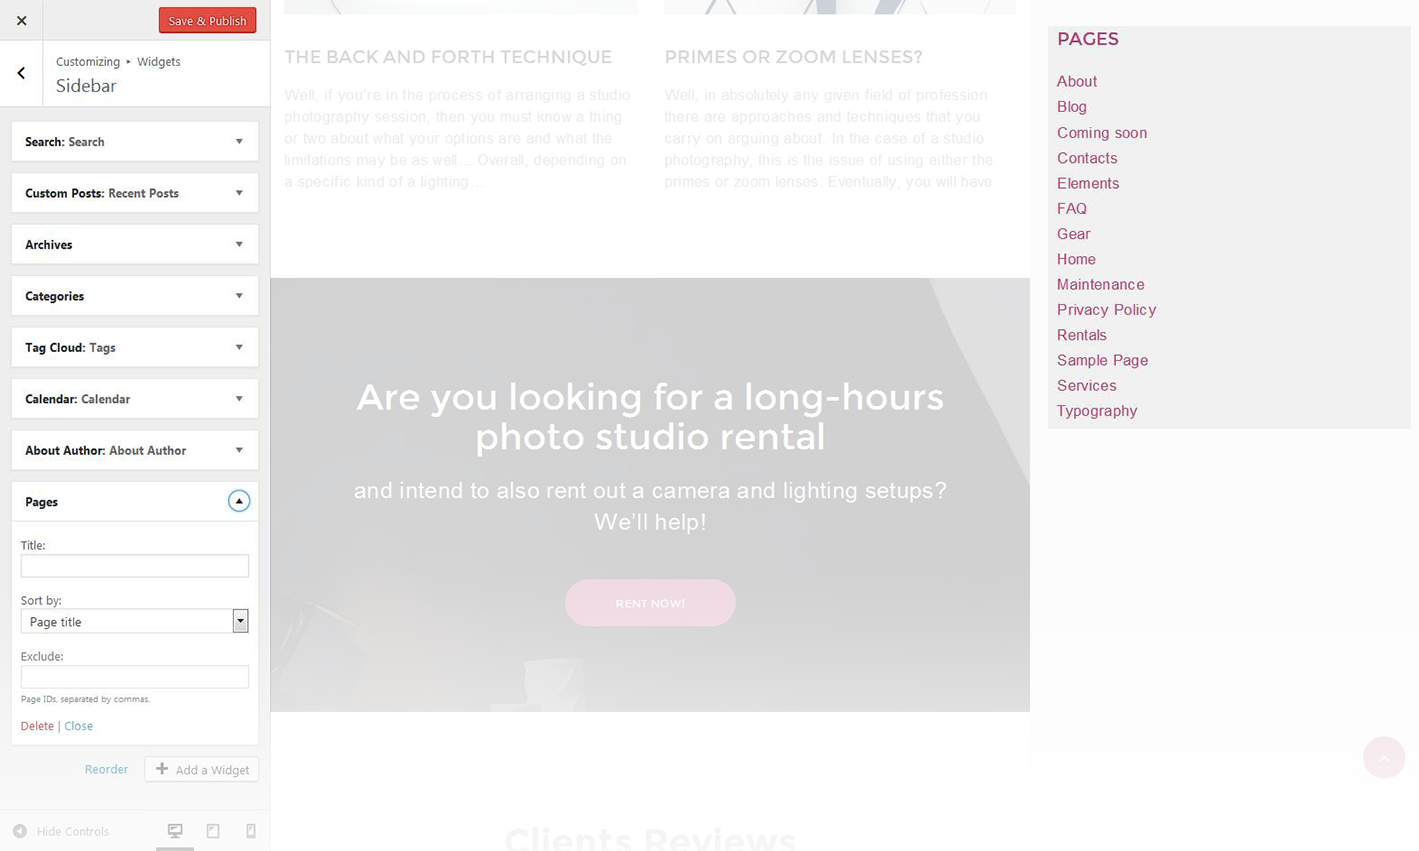 Save & Publish
Customizing ▸ Widgets
Sidebar
Search: Search
Custom Posts: Recent Posts
Archives
Categories
Tag Cloud: Tags
Calendar: Calendar
About Author: About Author
Pages
Title:
Sort by:
Page title
Exclude:
Page IDs, separated by commas.
Delete | Close
Reorder
Add a Widget
Hide Controls
THE BACK AND FORTH TECHNIQUE
Well, if you're in the process of arranging a studio
photography session, then you must know a thing
or two about what your options are and what the
limitations may be as well… Overall, depending on
a specific kind of a lighting…
PRIMES OR ZOOM LENSES?
Well, in absolutely any given field of profession
there are approaches and techniques that you
carry on arguing about. In the case of a studio
photography, this is the issue of using either the
primes or zoom lenses. Eventually, you will have
Are you looking for a long-hours
photo studio rental
and intend to also rent out a camera and lighting setups?
We'll help!
RENT NOW!
Clients Reviews
PAGES
About
Blog
Coming soon
Contacts
Elements
FAQ
Gear
Home
Maintenance
Privacy Policy
Rentals
Sample Page
Services
Typography